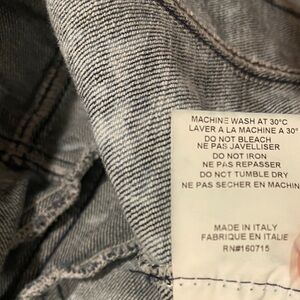 MACHINE WASH AT 30°C
LAVER A LA MACHINE A 30°
DO NOT BLEACH
NE PAS JAVELLISER
DO NOT IRON
NE PAS REPASSER
DO NOT TUMBLE DRY
NE PAS SECHER EN MACHIN
MADE IN ITALY
FABRIQUE EN ITALIE
RN#160715